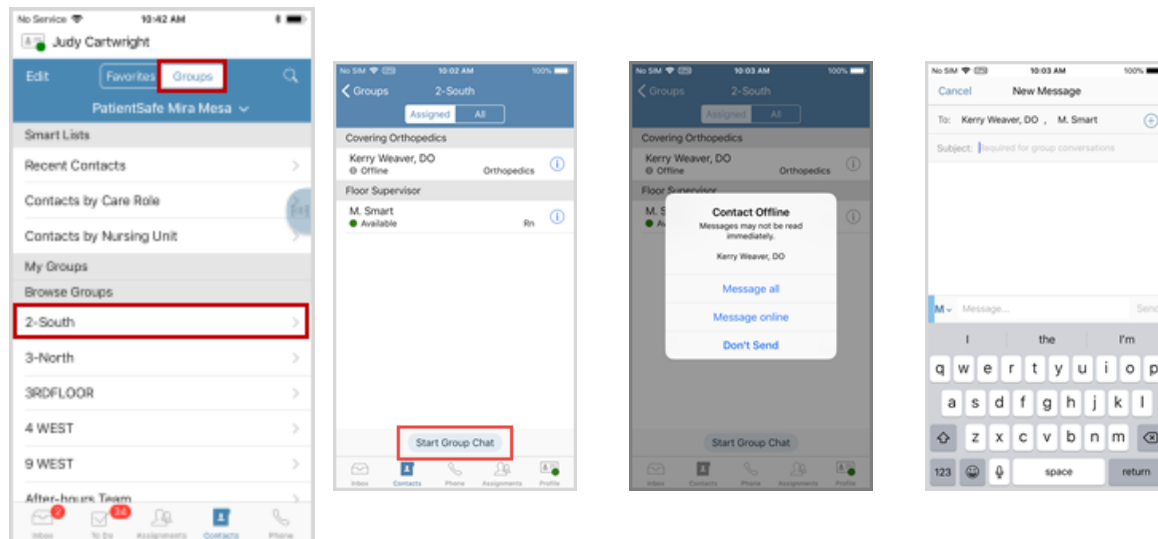 No Service 10:42 AM
Judy Cartwright
Edit Favorites Groups
PatientSafe Mira Mesa
Smart Lists
Recent Contacts
Contacts by Care Role
Contacts by Nursing Unit
My Groups
Browse Groups
2-South
3-North
3RDFLOOR
4 WEST
9 WEST
After-hours Team
2 34
Inbox To Do Assignments Contacts Phone
No SIM 10:02 AM 100%
Groups 2-South
Assigned All
Covering Orthopedics
Kerry Weaver, DO
Offline Orthopedics
Floor Supervisor
M. Smart
Available Rn
Start Group Chat
Inbox Contacts Phone Assignments Profile
No SIM 10:03 AM 100%
Groups 2-South
Assigned All
Covering Orthopedics
Kerry Weaver, DO
Offline Orthopedics
Floor Supervisor
M. S
Contact Offline
Messages may not be read
immediately.
Kerry Weaver, DO
Message all
Message online
Don't Send
Start Group Chat
Inbox Contacts Phone Assignments Profile
No SIM 10:03 AM 100%
Cancel New Message
To: Kerry Weaver, DO , M. Smart
Subject: Required for group conversations
M Message... Send
I the I'm
q w e r t y u i o p
a s d f g h j k l
z x c v b n m
123 space return